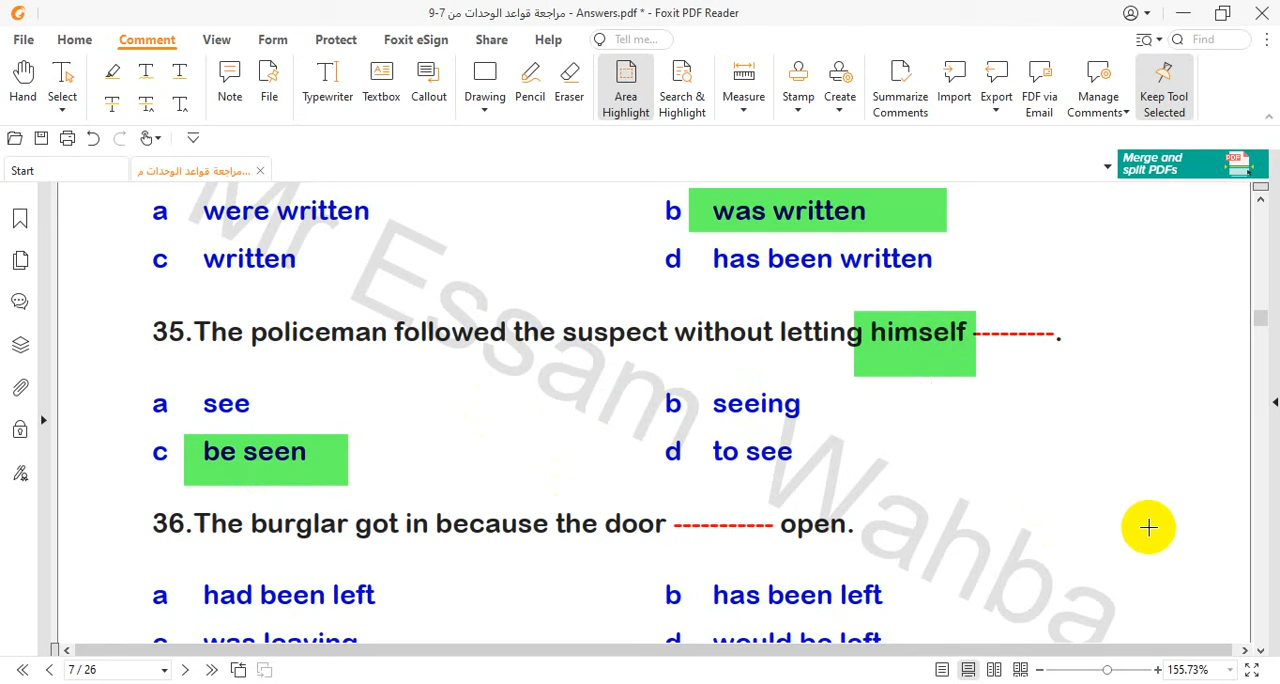 مراجعة قواعد الوحدات من 7-9 - Answers.pdf * - Foxit PDF Reader
File Home Comment View Form Protect Foxit eSign Share Help Tell me... Find
Hand Select Note File Typewriter Textbox Callout Drawing Pencil Eraser Area Highlight Search & Highlight Measure Stamp Create Summarize Comments Import Export FDF via Email Manage Comments Keep Tool Selected
Start مراجعة قواعد الوحدات م... Merge and split PDFs
a were written b was written
c written d has been written
35.The policeman followed the suspect without letting himself ---------.
a see b seeing
c be seen d to see
36.The burglar got in because the door ----------- open.
a had been left b has been left
c was leaving d would be left
Mr Essam Wahba
7 / 26 155.73%